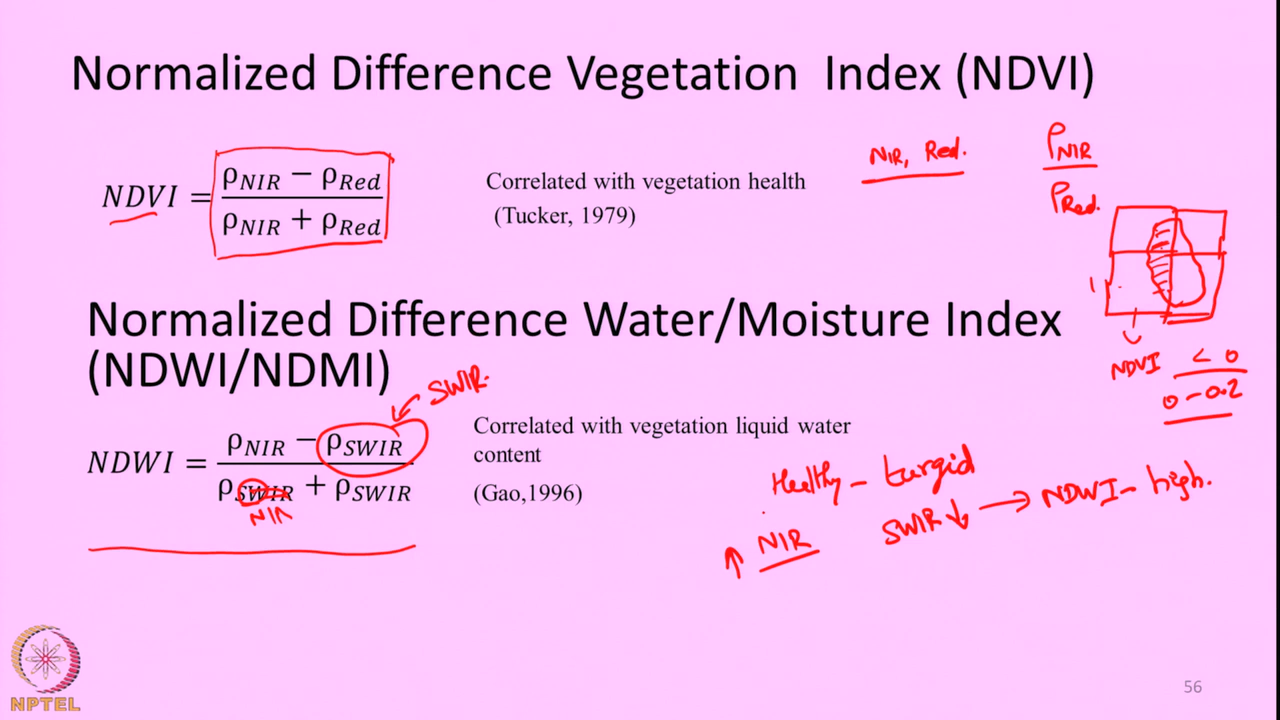 Normalized Difference Vegetation Index (NDVI)
NIR, Red.
ρNIR
ρRed.
NDVI = (ρNIR − ρRed) / (ρNIR + ρRed)
Correlated with vegetation health
(Tucker, 1979)
Normalized Difference Water/Moisture Index
(NDWI/NDMI)
NDVI < 0
0 - 0.2
SWIR.
NDWI = (ρNIR − ρSWIR) / (ρSWIR + ρSWIR)
NIR
Correlated with vegetation liquid water
content
(Gao,1996)
Healthy - turgid
↑ NIR
SWIR ↓ → NDWI - high.
NPTEL
56